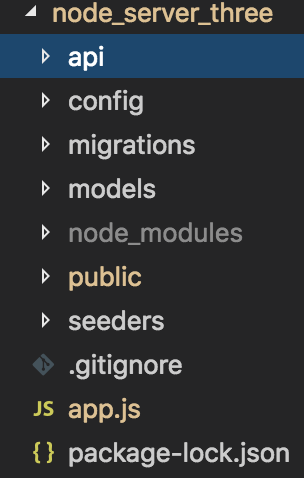 node_server_three
api
config
migrations
models
node_modules
public
seeders
.gitignore
JS app.js
{ } package-lock.json